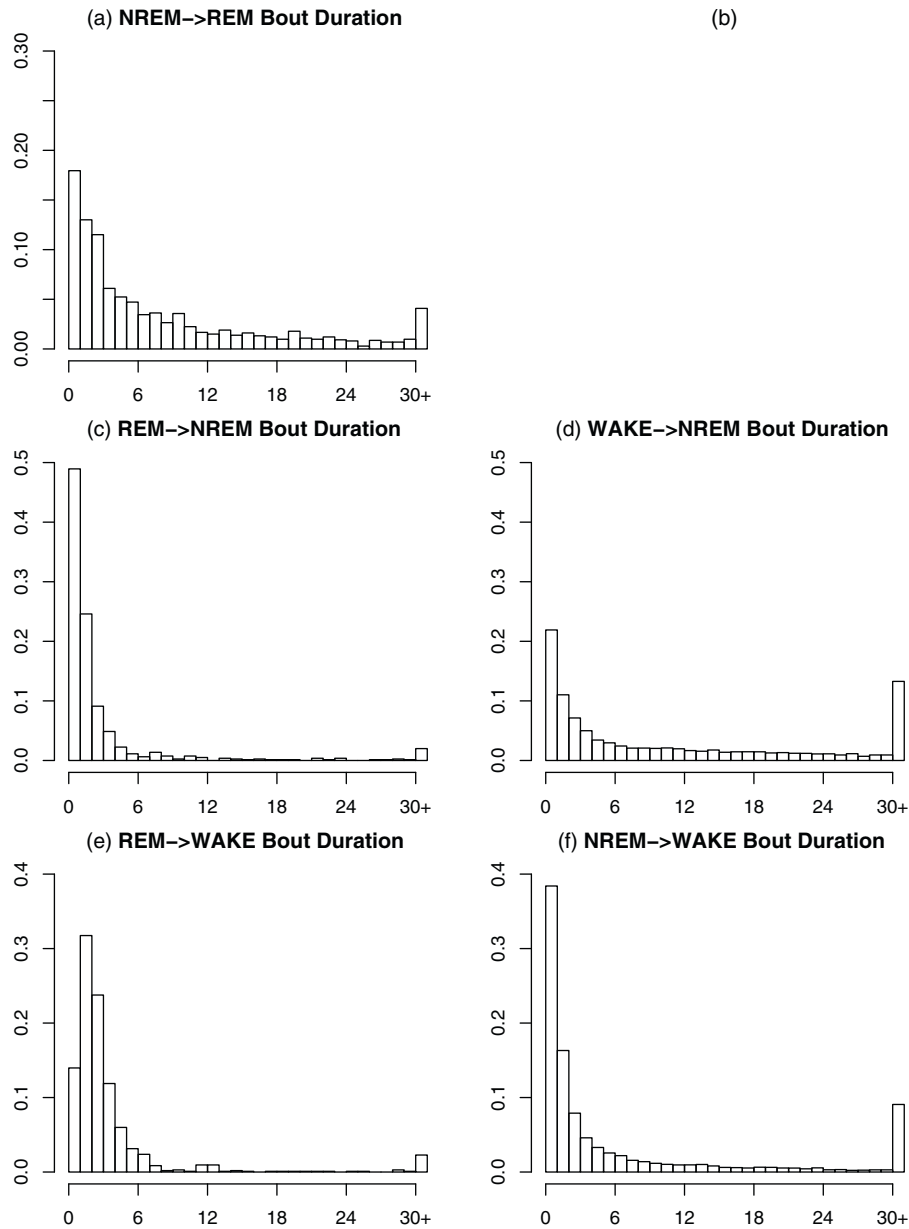 (a) NREM->REM Bout Duration
(b)
0.30
0.20
0.10
0.00
0 6 12 18 24 30+
(c) REM->NREM Bout Duration
(d) WAKE->NREM Bout Duration
0.5
0.4
0.3
0.2
0.1
0.0
0 6 12 18 24 30+
0.5
0.4
0.3
0.2
0.1
0.0
0 6 12 18 24 30+
(e) REM->WAKE Bout Duration
(f) NREM->WAKE Bout Duration
0.4
0.3
0.2
0.1
0.0
0 6 12 18 24 30+
0.4
0.3
0.2
0.1
0.0
0 6 12 18 24 30+